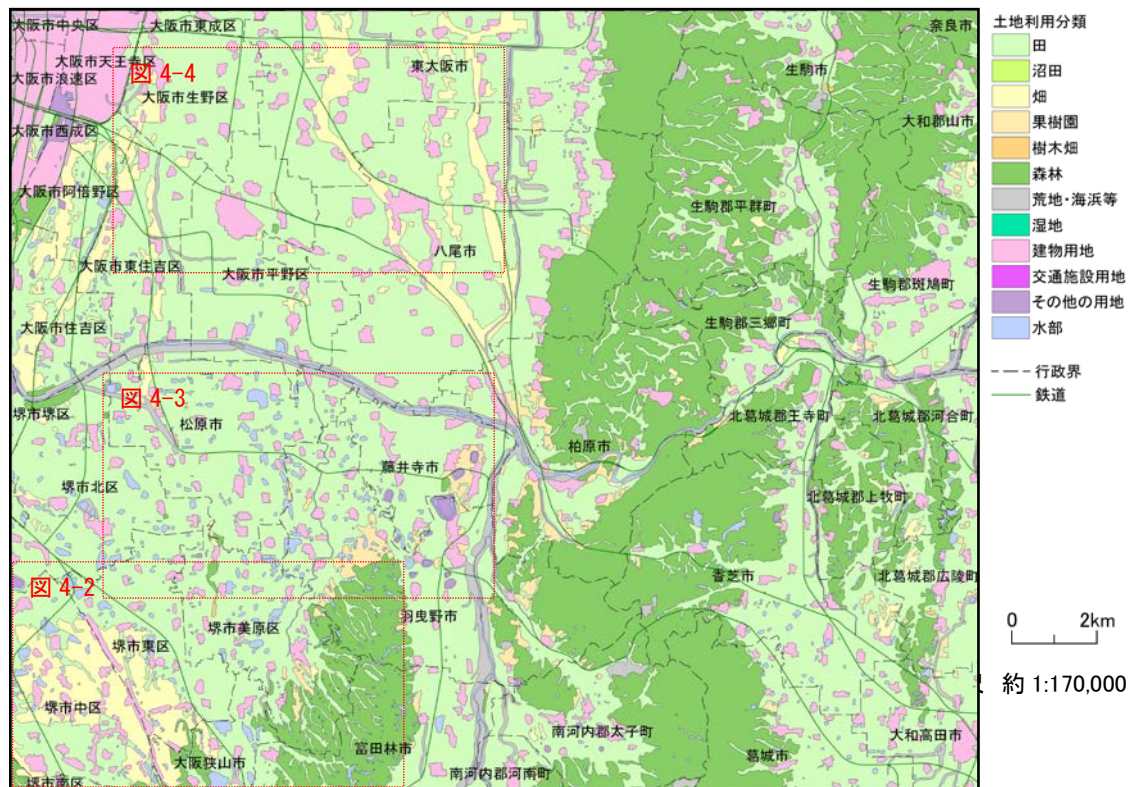 大阪市中央区
大阪市東成区
奈良市
大阪市天王寺区
図 4-4
東大阪市
生駒市
大阪市浪速区
大阪市生野区
大和郡山市
大阪市西成区
大阪市阿倍野区
生駒郡平群町
八尾市
大阪市東住吉区
大阪市平野区
生駒郡斑鳩町
大阪市住吉区
生駒郡三郷町
図 4-3
堺市堺区
松原市
北葛城郡王寺町
北葛城郡河合町
柏原市
藤井寺市
堺市北区
北葛城郡上牧町
図 4-2
香芝市
北葛城郡広陵町
羽曳野市
堺市美原区
堺市東区
堺市中区
南河内郡太子町
大和高田市
富田林市
葛城市
大阪狭山市
堺市南区
南河内郡河南町
土地利用分類
田
沼田
畑
果樹園
樹木畑
森林
荒地・海浜等
湿地
建物用地
交通施設用地
その他の用地
水部
行政界
鉄道
0 2km
約 1:170,000